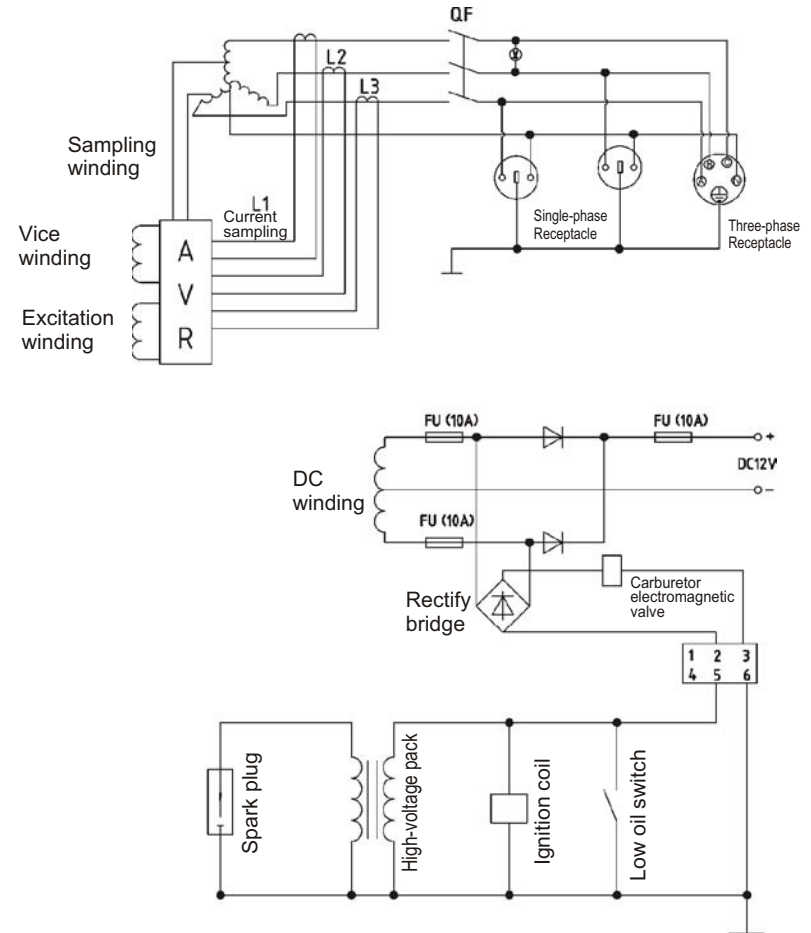 QF
L2
L3
Sampling
winding
L1
Current
sampling
Vice
winding
A
V
R
Excitation
winding
Single-phase
Receptacle
Three-phase
Receptacle
FU (10A)
FU (10A)
DC12V
+
-
DC
winding
FU (10A)
Rectify
bridge
Carburetor
electromagnetic
valve
1 2 3
4 5 6
Spark plug
High-voltage pack
Ignition coil
Low oil switch